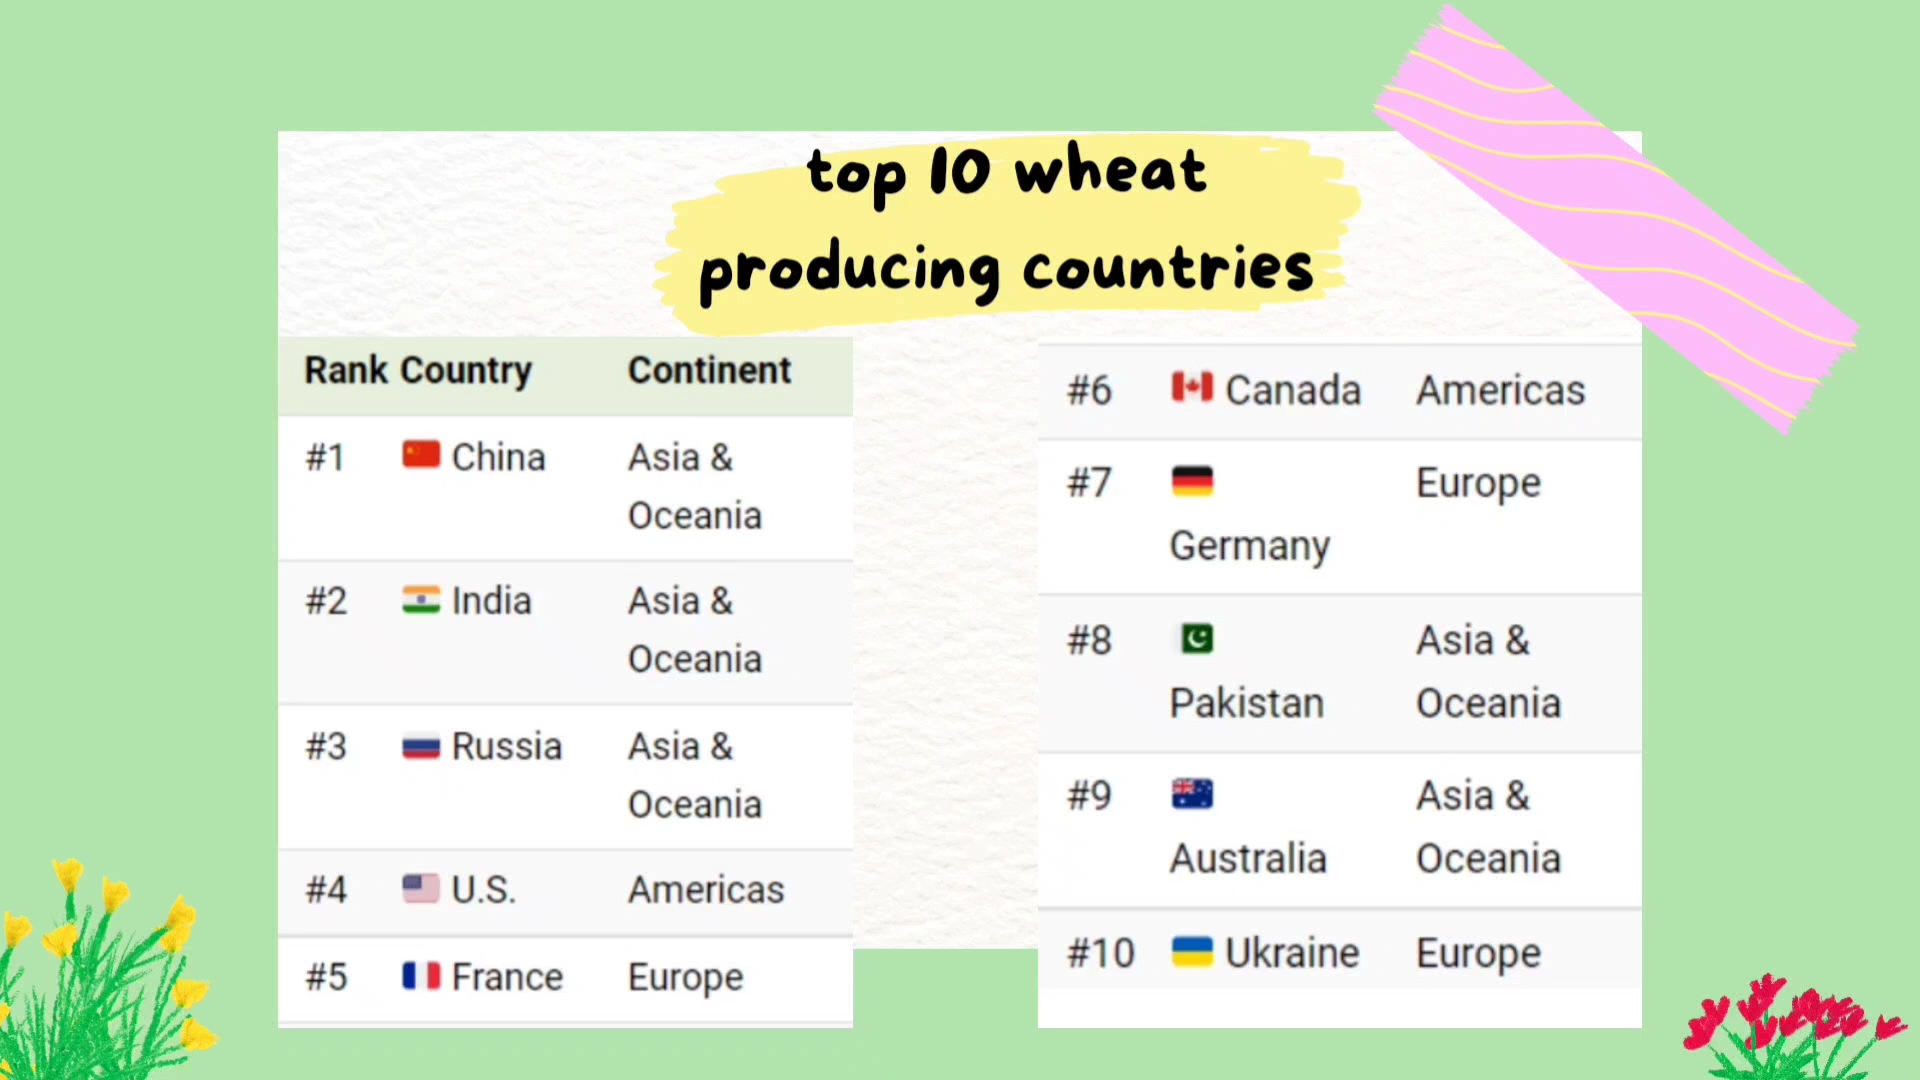 top 10 wheat
producing countries
Rank Country Continent
#1 China Asia &
Oceania
#2 India Asia &
Oceania
#3 Russia Asia &
Oceania
#4 U.S. Americas
#5 France Europe
#6 Canada Americas
#7 Europe
Germany
#8 Asia &
Pakistan Oceania
#9 Asia &
Australia Oceania
#10 Ukraine Europe